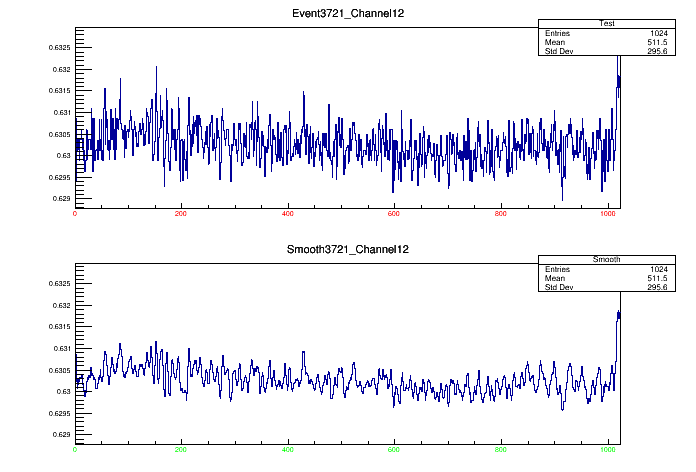 Event3721_Channel12
Test
Entries 1024
Mean 511.5
Std Dev 295.6
0.6325
0.632
0.6315
0.631
0.6305
0.63
0.6295
0.629
0 200 400 600 800 1000
Smooth3721_Channel12
Smooth
Entries 1024
Mean 511.5
Std Dev 295.6
0.6325
0.632
0.6315
0.631
0.6305
0.63
0.6295
0.629
0 200 400 600 800 1000